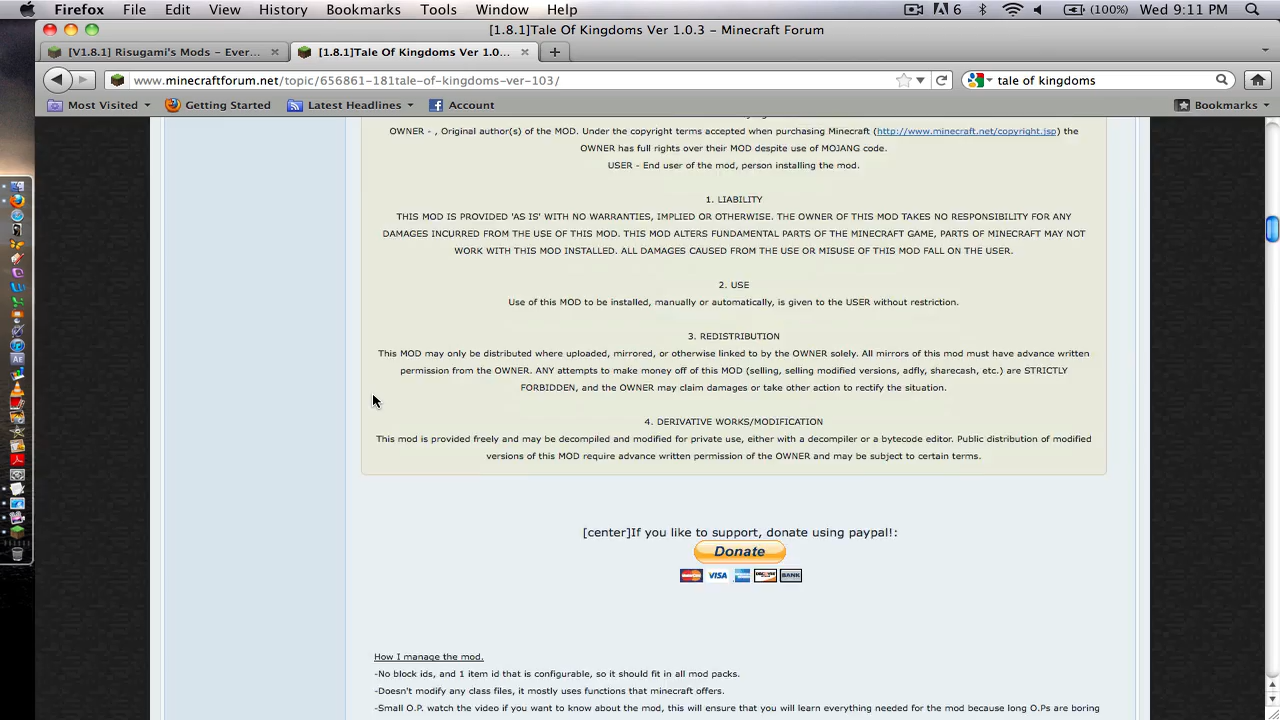 Firefox File Edit View History Bookmarks Tools Window Help 6 (100%) Wed 9:11 PM
[1.8.1]Tale Of Kingdoms Ver 1.0.3 – Minecraft Forum
[V1.8.1] Risugami's Mods – Ever... [1.8.1]Tale Of Kingdoms Ver 1.0...
www.minecraftforum.net/topic/656861-181tale-of-kingdoms-ver-103/ tale of kingdoms
Most Visited Getting Started Latest Headlines Account Bookmarks
OWNER - , Original author(s) of the MOD. Under the copyright terms accepted when purchasing Minecraft (http://www.minecraft.net/copyright.jsp) the
OWNER has full rights over their MOD despite use of MOJANG code.
USER - End user of the mod, person installing the mod.
1. LIABILITY
THIS MOD IS PROVIDED 'AS IS' WITH NO WARRANTIES, IMPLIED OR OTHERWISE. THE OWNER OF THIS MOD TAKES NO RESPONSIBILITY FOR ANY
DAMAGES INCURRED FROM THE USE OF THIS MOD. THIS MOD ALTERS FUNDAMENTAL PARTS OF THE MINECRAFT GAME, PARTS OF MINECRAFT MAY NOT
WORK WITH THIS MOD INSTALLED. ALL DAMAGES CAUSED FROM THE USE OR MISUSE OF THIS MOD FALL ON THE USER.
2. USE
Use of this MOD to be installed, manually or automatically, is given to the USER without restriction.
3. REDISTRIBUTION
This MOD may only be distributed where uploaded, mirrored, or otherwise linked to by the OWNER solely. All mirrors of this mod must have advance written
permission from the OWNER. ANY attempts to make money off of this MOD (selling, selling modified versions, adfly, sharecash, etc.) are STRICTLY
FORBIDDEN, and the OWNER may claim damages or take other action to rectify the situation.
4. DERIVATIVE WORKS/MODIFICATION
This mod is provided freely and may be decompiled and modified for private use, either with a decompiler or a bytecode editor. Public distribution of modified
versions of this MOD require advance written permission of the OWNER and may be subject to certain terms.
[center]If you like to support, donate using paypal!:
Donate
VISA BANK
How I manage the mod.
-No block ids, and 1 item id that is configurable, so it should fit in all mod packs.
-Doesn't modify any class files, it mostly uses functions that minecraft offers.
-Small O.P. watch the video if you want to know about the mod, this will ensure that you will learn everything needed for the mod because long O.Ps are boring